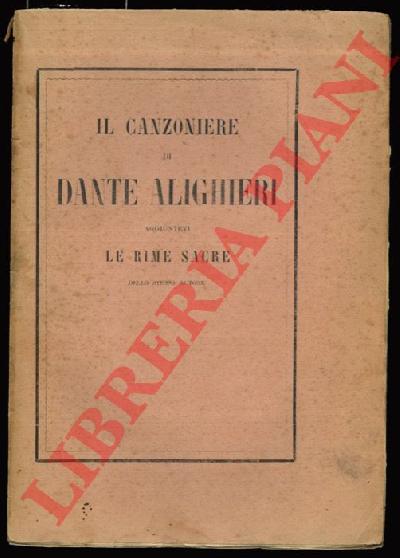 IL CANZONIERE
DI
DANTE ALIGHIERI
AGGIUNTEVI
LE RIME SACRE
DELLO STESSO AUTORE
LIBRERIA PIANI